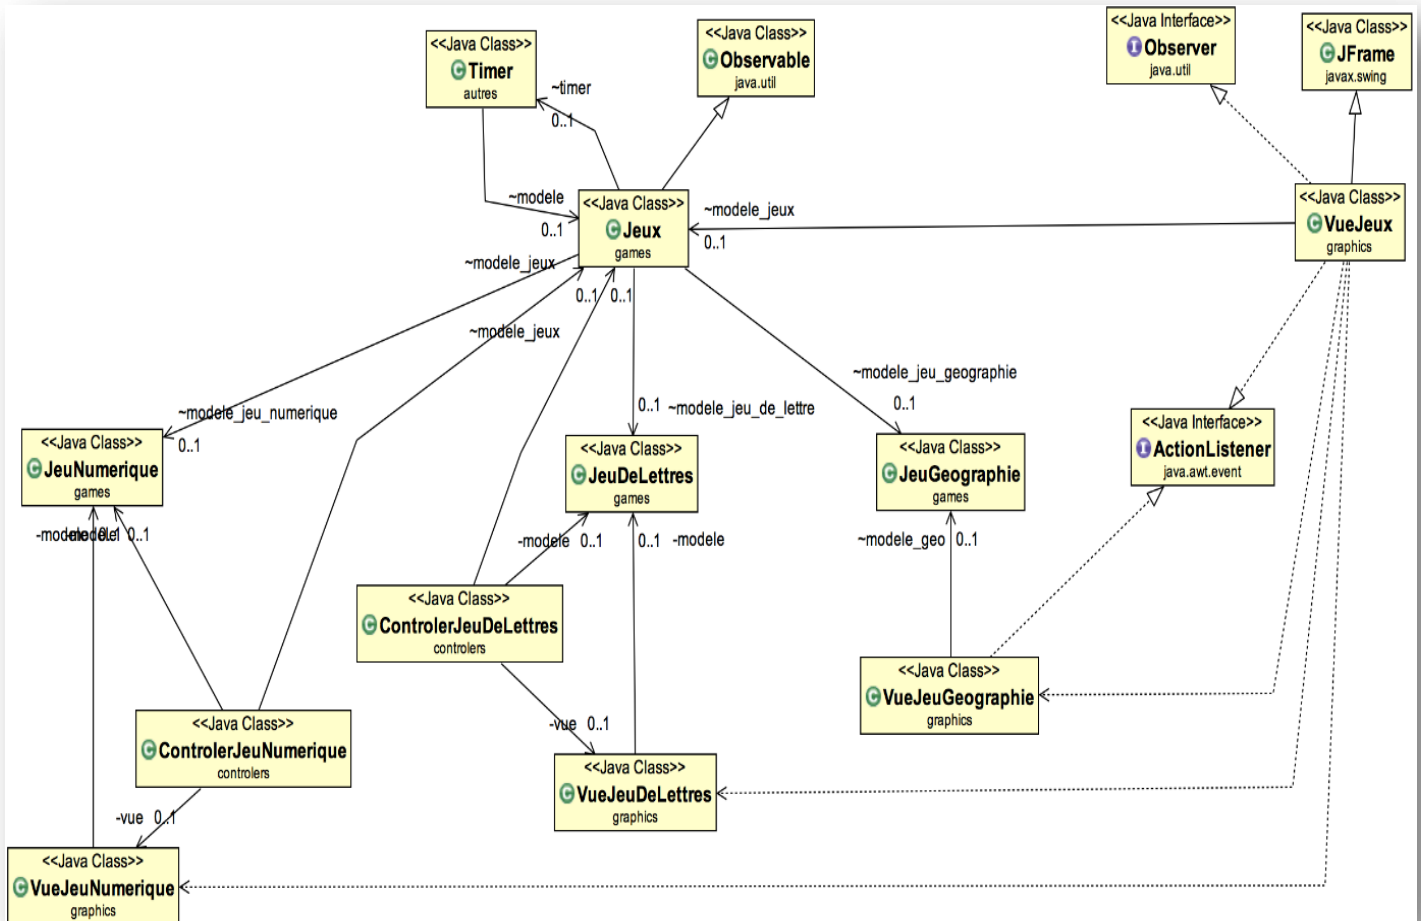 <<Java Class>>
Timer
autres
<<Java Class>>
Observable
java.util
<<Java Interface>>
Observer
java.util
<<Java Class>>
JFrame
javax.swing
~timer
0..1
~modele
0..1
<<Java Class>>
Jeux
games
~modele_jeux
0..1
<<Java Class>>
VueJeux
graphics
~modele_jeux
0..1
0..1
~modele_jeux
~modele_jeu_geographie
0..1
0..1
~modele_jeu_de_lettre
~modele_jeu_numerique
0..1
<<Java Class>>
JeuNumerique
games
<<Java Class>>
JeuDeLettres
games
<<Java Class>>
JeuGeographie
games
<<Java Interface>>
ActionListener
java.awt.event
-modele 0..1
-modele 0..1
-modele 0..1
0..1 -modele
~modele_geo 0..1
<<Java Class>>
ControlerJeuDeLettres
controlers
<<Java Class>>
VueJeuGeographie
graphics
<<Java Class>>
ControlerJeuNumerique
controlers
-vue 0..1
<<Java Class>>
VueJeuDeLettres
graphics
-vue 0..1
<<Java Class>>
VueJeuNumerique
graphics